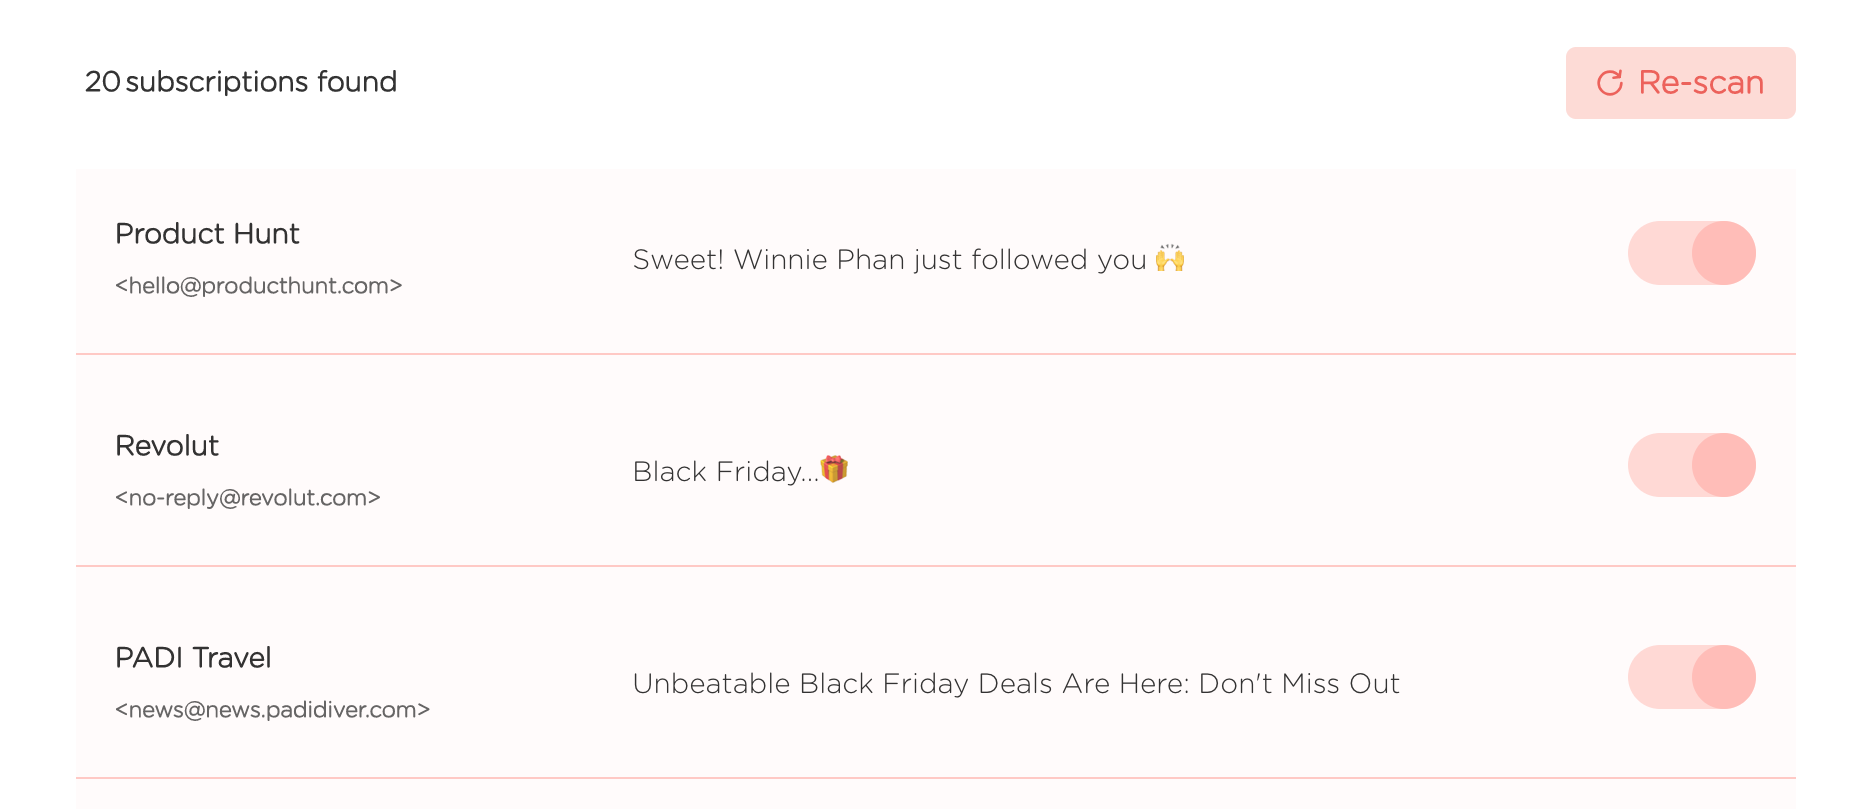 20 subscriptions found
Re-scan
Product Hunt
<hello@producthunt.com>
Sweet! Winnie Phan just followed you 🙌
Revolut
<no-reply@revolut.com>
Black Friday...🎁
PADI Travel
<news@news.padidiver.com>
Unbeatable Black Friday Deals Are Here: Don't Miss Out